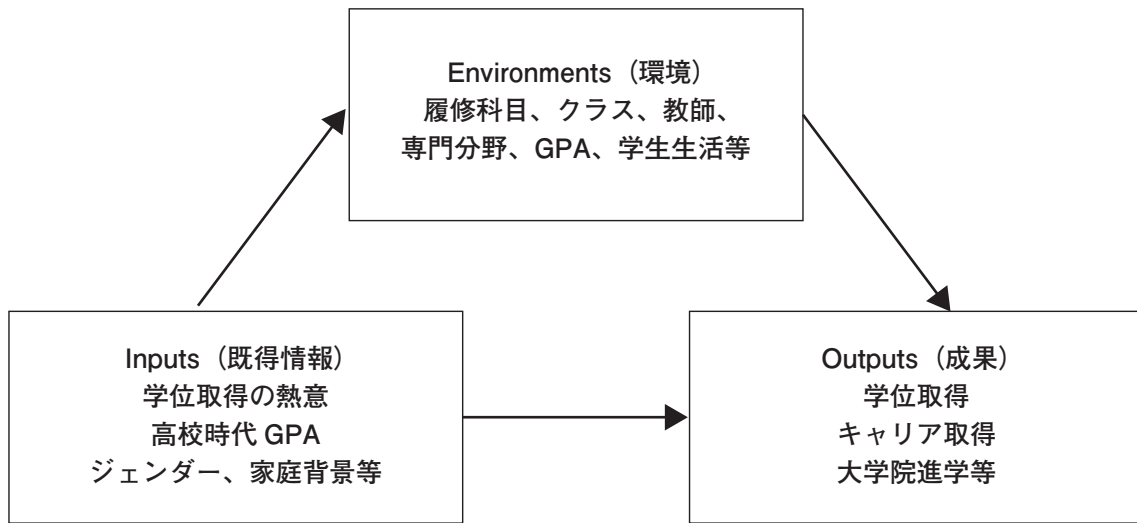 Environments（環境）
履修科目、クラス、教師、
専門分野、GPA、学生生活等
Inputs（既得情報）
学位取得の熱意
高校時代 GPA
ジェンダー、家庭背景等
Outputs（成果）
学位取得
キャリア取得
大学院進学等